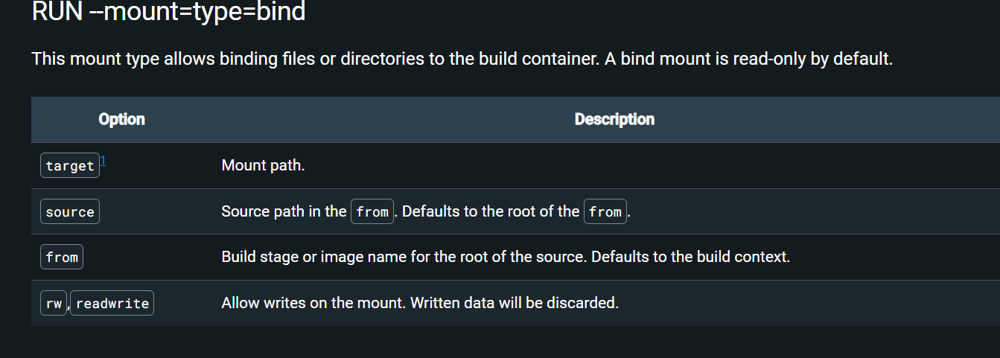 RUN --mount=type=bind
This mount type allows binding files or directories to the build container. A bind mount is read-only by default.
Option Description
target1 Mount path.
source Source path in the from. Defaults to the root of the from.
from Build stage or image name for the root of the source. Defaults to the build context.
rw,readwrite Allow writes on the mount. Written data will be discarded.